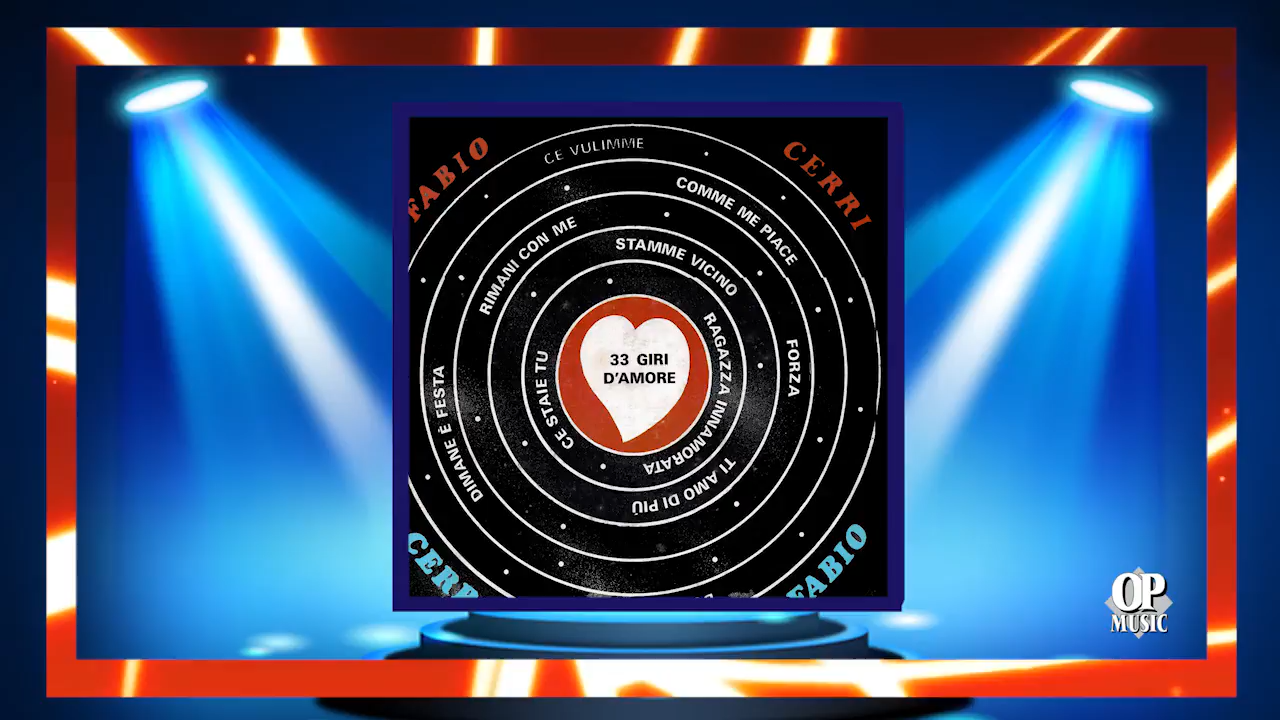 FABIO
CERRI
CE VULIMME
COMME ME PIACE
RIMANI CON ME
STAMME VICINO
RAGAZZA INNAMORATA
FORZA
33 GIRI
D'AMORE
CE STAIE TU
DIMANE È FESTA
TI AMO DI PIÚ
FABIO
OP
MUSIC